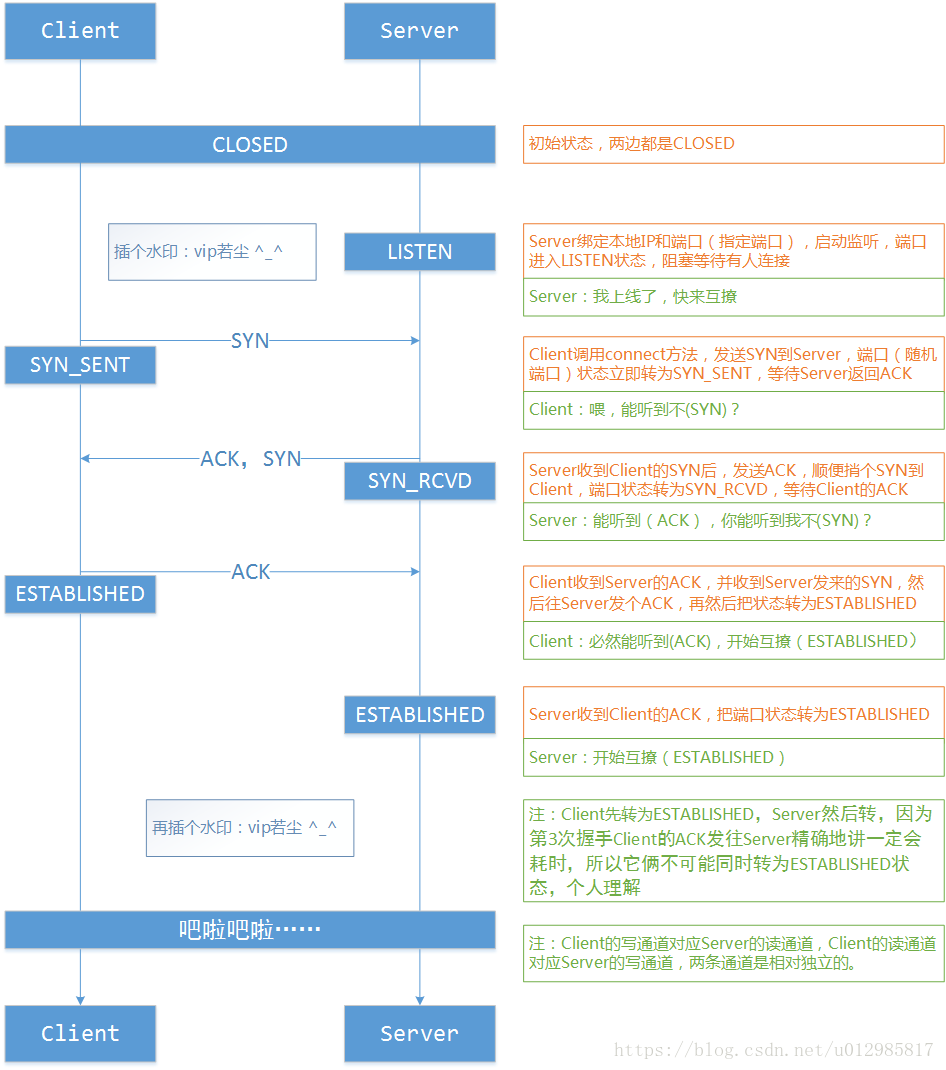 Client
Server
CLOSED
初始状态，两边都是CLOSED
插个水印：vip若尘 ^_^
LISTEN
Server绑定本地IP和端口（指定端口），启动监听，端口
进入LISTEN状态，阻塞等待有人连接
Server：我上线了，快来互撩
SYN
SYN_SENT
Client调用connect方法，发送SYN到Server，端口（随机
端口）状态立即转为SYN_SENT，等待Server返回ACK
Client：喂，能听到不(SYN)？
ACK，SYN
SYN_RCVD
Server收到Client的SYN后，发送ACK，顺便捎个SYN到
Client，端口状态转为SYN_RCVD，等待Client的ACK
Server：能听到（ACK），你能听到我不(SYN)？
ACK
ESTABLISHED
Client收到Server的ACK，并收到Server发来的SYN，然
后往Server发个ACK，再然后把状态转为ESTABLISHED
Client：必然能听到(ACK)，开始互撩（ESTABLISHED）
ESTABLISHED
Server收到Client的ACK，把端口状态转为ESTABLISHED
Server：开始互撩（ESTABLISHED）
再插个水印：vip若尘 ^_^
注：Client先转为ESTABLISHED，Server然后转，因为
第3次握手Client的ACK发往Server精确地讲一定会
耗时，所以它俩不可能同时转为ESTABLISHED状
态，个人理解
吧啦吧啦……
注：Client的写通道对应Server的读通道，Client的读通道
对应Server的写通道，两条通道是相对独立的。
Client
Server
https://blog.csdn.net/u012985817